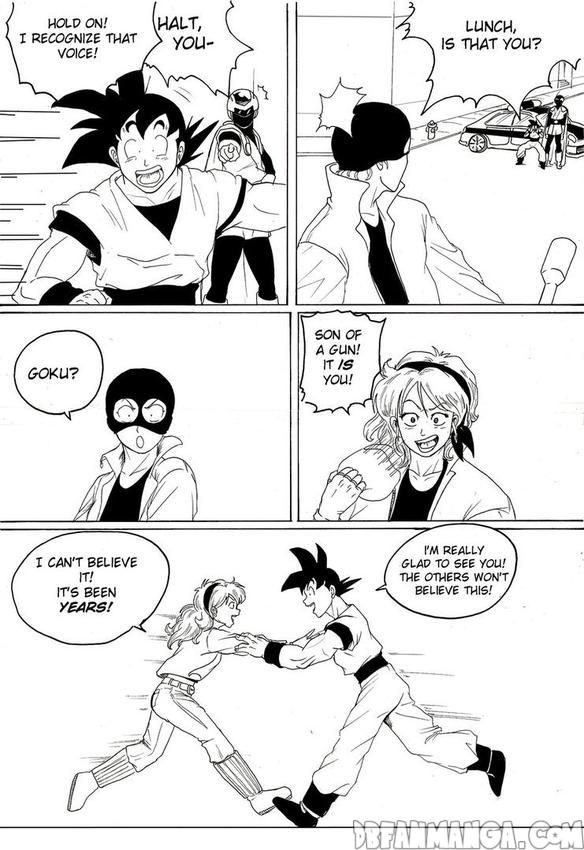 HOLD ON!
I RECOGNIZE THAT
VOICE!
HALT,
YOU-
LUNCH,
IS THAT YOU?
GOKU?
SON OF
A GUN!
IT IS
YOU!
I CAN'T BELIEVE
IT!
IT'S BEEN
YEARS!
I'M REALLY
GLAD TO SEE YOU!
THE OTHERS WON'T
BELIEVE THIS!
DBFANMANGA.COM